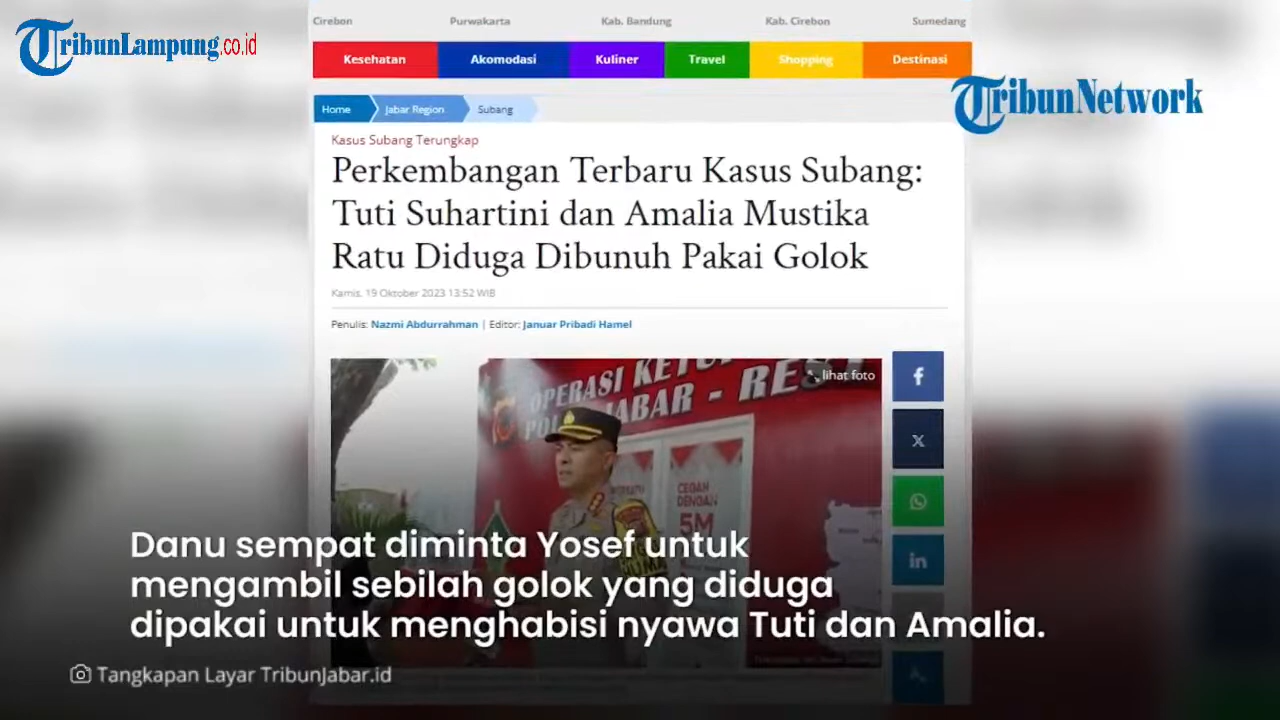 TribunLampung.co.id
Cirebon Purwakarta Kab. Bandung Kab. Cirebon Sumedang
Kesehatan Akomodasi Kuliner Travel Shopping Destinasi
TribunNetwork
Home Jabar Region Subang
Kasus Subang Terungkap
Perkembangan Terbaru Kasus Subang:
Tuti Suhartini dan Amalia Mustika
Ratu Diduga Dibunuh Pakai Golok
Kamis, 19 Oktober 2023 13:52 WIB
Penulis: Nazmi Abdurrahman | Editor: Januar Pribadi Hamel
lihat foto
OPERASI
JABAR - RES
CEGAH
DENGAN
5M
Danu sempat diminta Yosef untuk
mengambil sebilah golok yang diduga
dipakai untuk menghabisi nyawa Tuti dan Amalia.
Tangkapan Layar TribunJabar.id